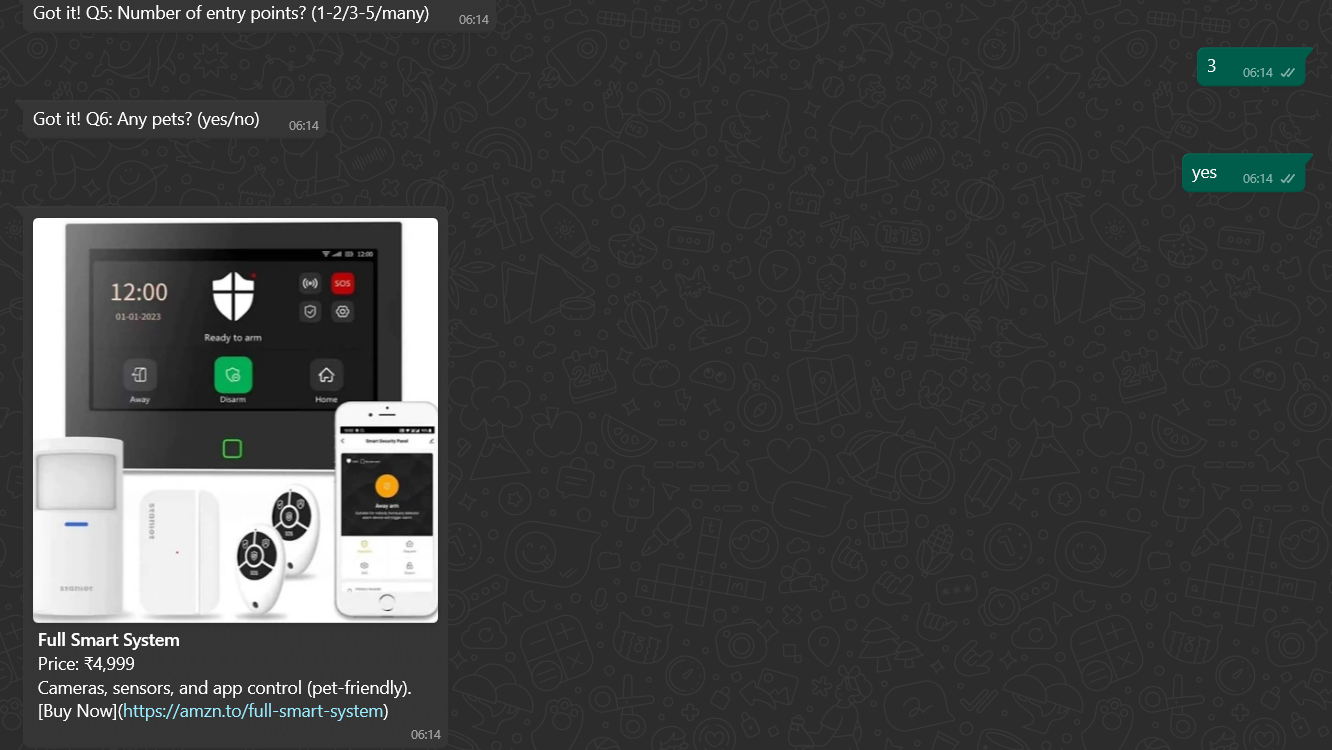 Got it! Q5: Number of entry points? (1-2/3-5/many)
06:14
3
06:14
Got it! Q6: Any pets? (yes/no)
06:14
yes
06:14
12:00
12:00
01-01-2023
SOS
Ready to arm
Away
Disarm
Home
Smart Security Panel
Away arm
staniot
staniot
Full Smart System
Price: ₹4,999
Cameras, sensors, and app control (pet-friendly).
[Buy Now](https://amzn.to/full-smart-system)
06:14